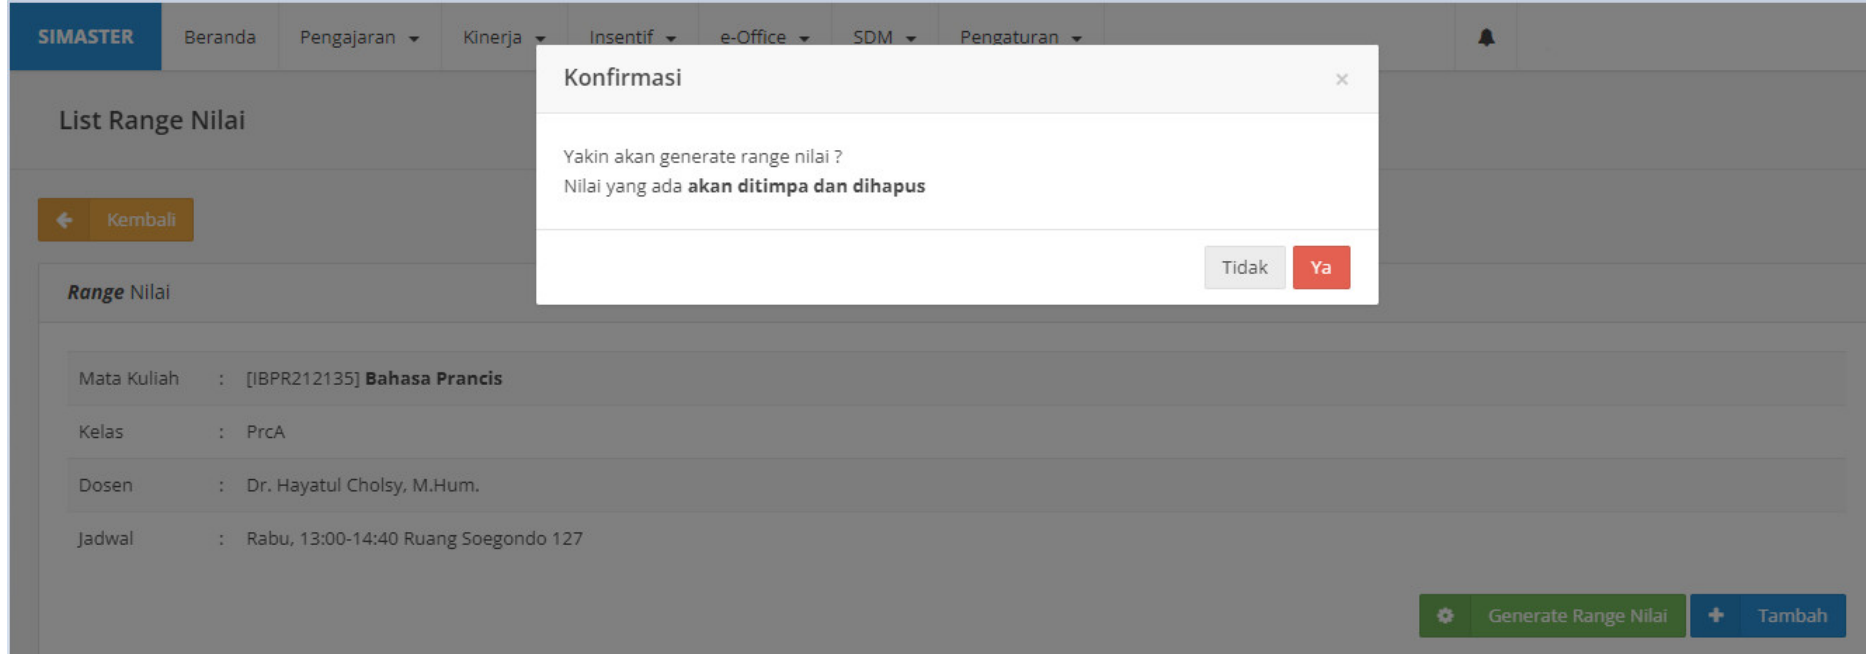 SIMASTER Beranda Pengajaran Kinerja Insentif e-Office SDM Pengaturan
Konfirmasi ×
List Range Nilai
Yakin akan generate range nilai ?
Nilai yang ada akan ditimpa dan dihapus
Kembali
Tidak Ya
Range Nilai
Mata Kuliah : [IBPR212135] Bahasa Prancis
Kelas : PrcA
Dosen : Dr. Hayatul Cholsy, M.Hum.
Jadwal : Rabu, 13:00-14:40 Ruang Soegondo 127
Generate Range Nilai Tambah